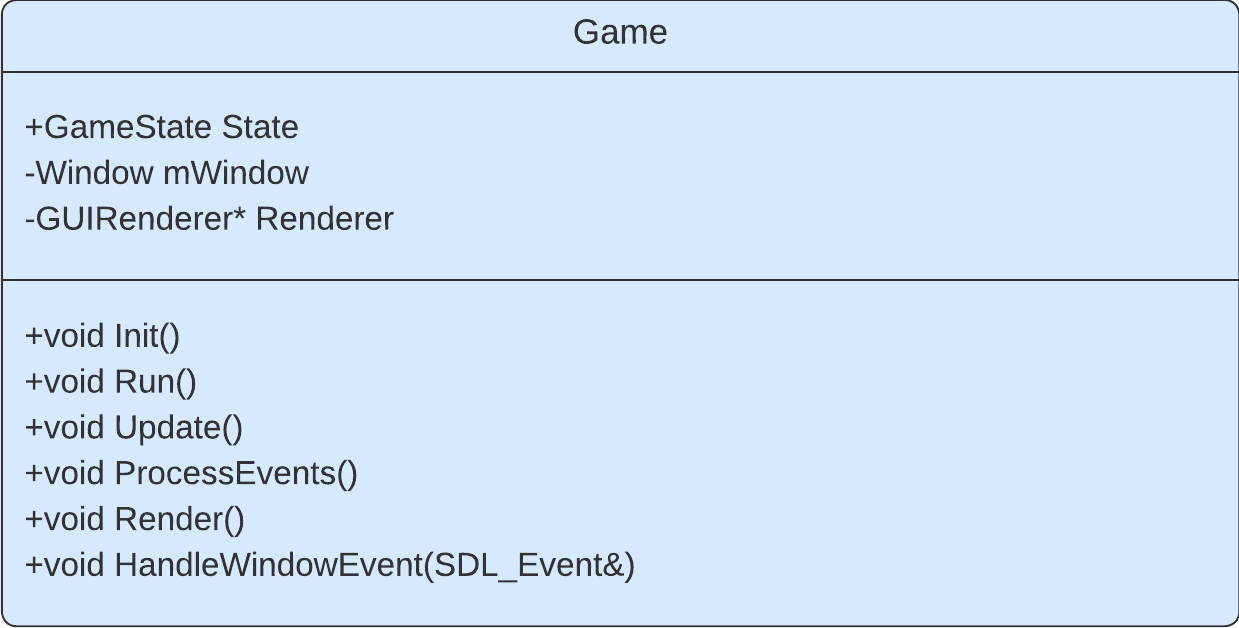 Game
+GameState State
-Window mWindow
-GUIRenderer* Renderer
+void Init()
+void Run()
+void Update()
+void ProcessEvents()
+void Render()
+void HandleWindowEvent(SDL_Event&)